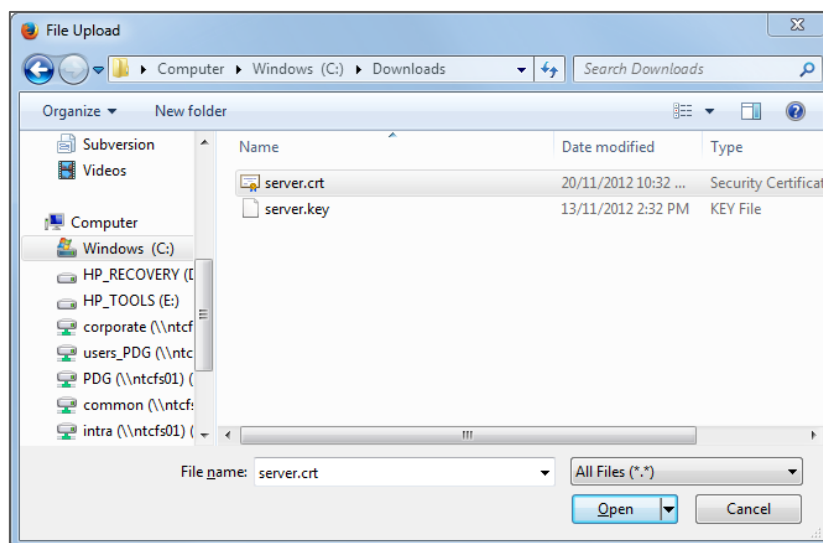 File Upload
Computer Windows (C:) Downloads Search Downloads
Organize New folder
Subversion
Videos
Computer
Windows (C:)
HP_RECOVERY (D
HP_TOOLS (E:)
corporate (\\ntcf
users_PDG (\\ntc
PDG (\\ntcfs01) (
common (\\ntcfs
intra (\\ntcfs01) (
Name Date modified Type
server.crt 20/11/2012 10:32 ... Security Certificat
server.key 13/11/2012 2:32 PM KEY File
File name: server.crt All Files (*.*)
Open Cancel